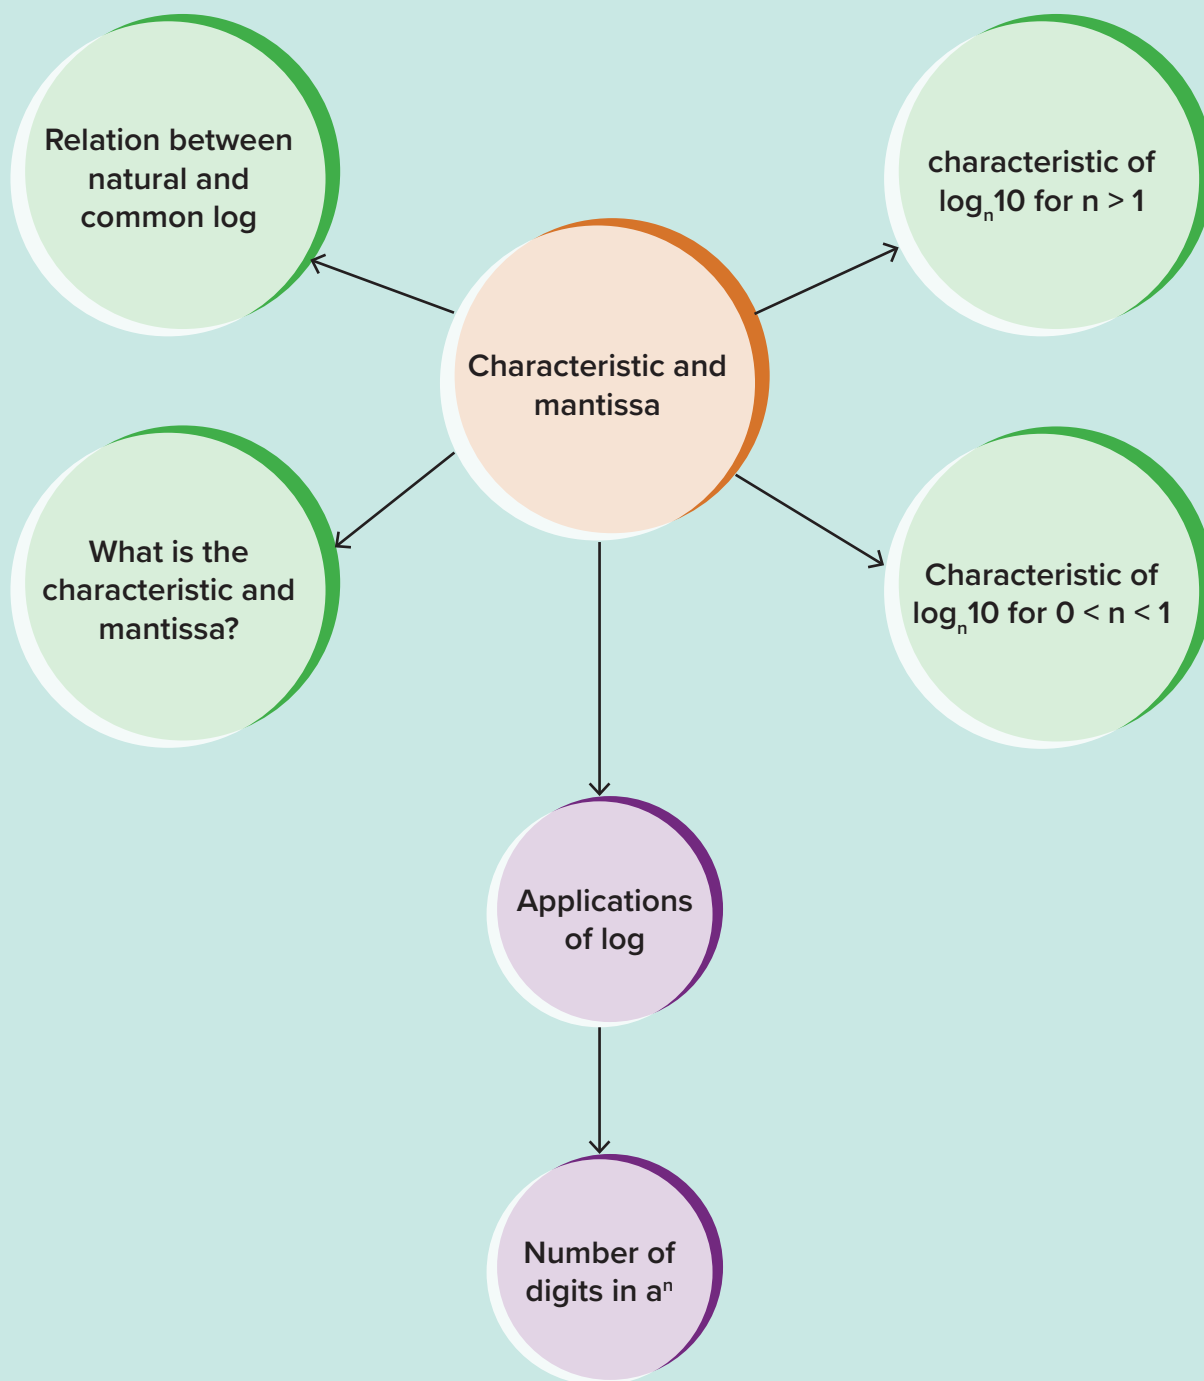 Relation between
natural and
common log
characteristic of
logₙ10 for n > 1
Characteristic and
mantissa
What is the
characteristic and
mantissa?
Characteristic of
logₙ10 for 0 < n < 1
Applications
of log
Number of
digits in aⁿ